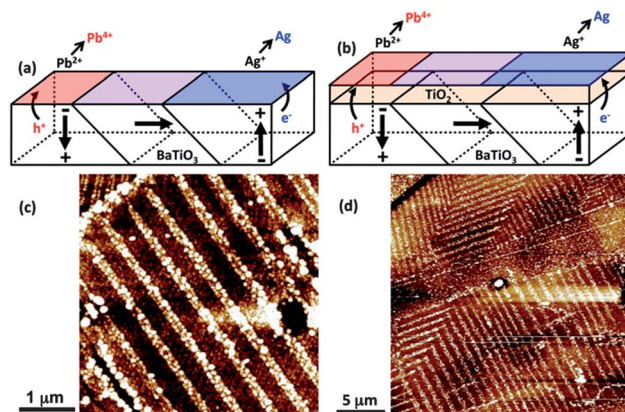 (a)
Pb²⁺
Pb⁴⁺
Ag⁺
Ag
h⁺
-
+
BaTiO₃
+
-
e⁻
(b)
Pb²⁺
Pb⁴⁺
Ag⁺
Ag
TiO₂
h⁺
-
+
BaTiO₃
+
-
e⁻
(c)
1 µm
(d)
5 µm